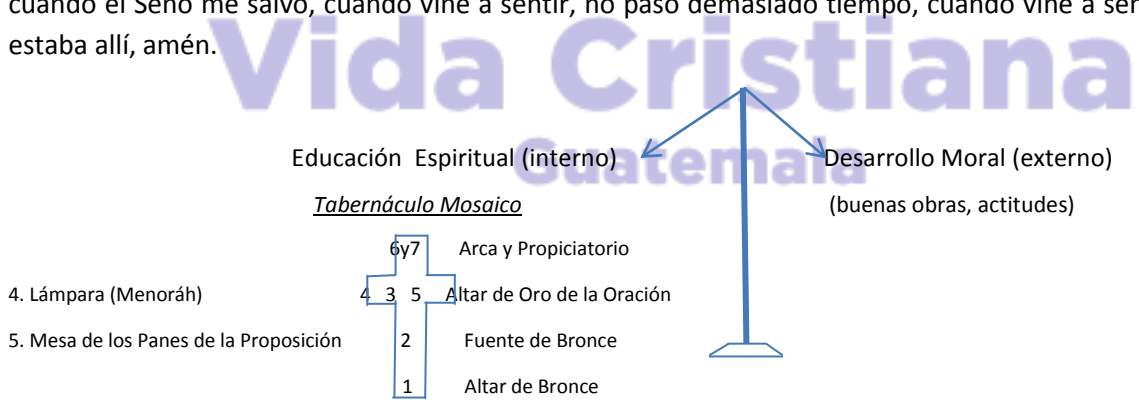 cuando el Señó me salvó, cuando vine a sentir, no pasó demasiado tiempo, cuando vine a sen
estaba allí, amén.
Vida Cristiana
Guatemala
Educación Espiritual (interno) Desarrollo Moral (externo)
Tabernáculo Mosaico (buenas obras, actitudes)
6y7 Arca y Propiciatorio
4. Lámpara (Menoráh) 4 3 5 Altar de Oro de la Oración
5. Mesa de los Panes de la Proposición 2 Fuente de Bronce
1 Altar de Bronce